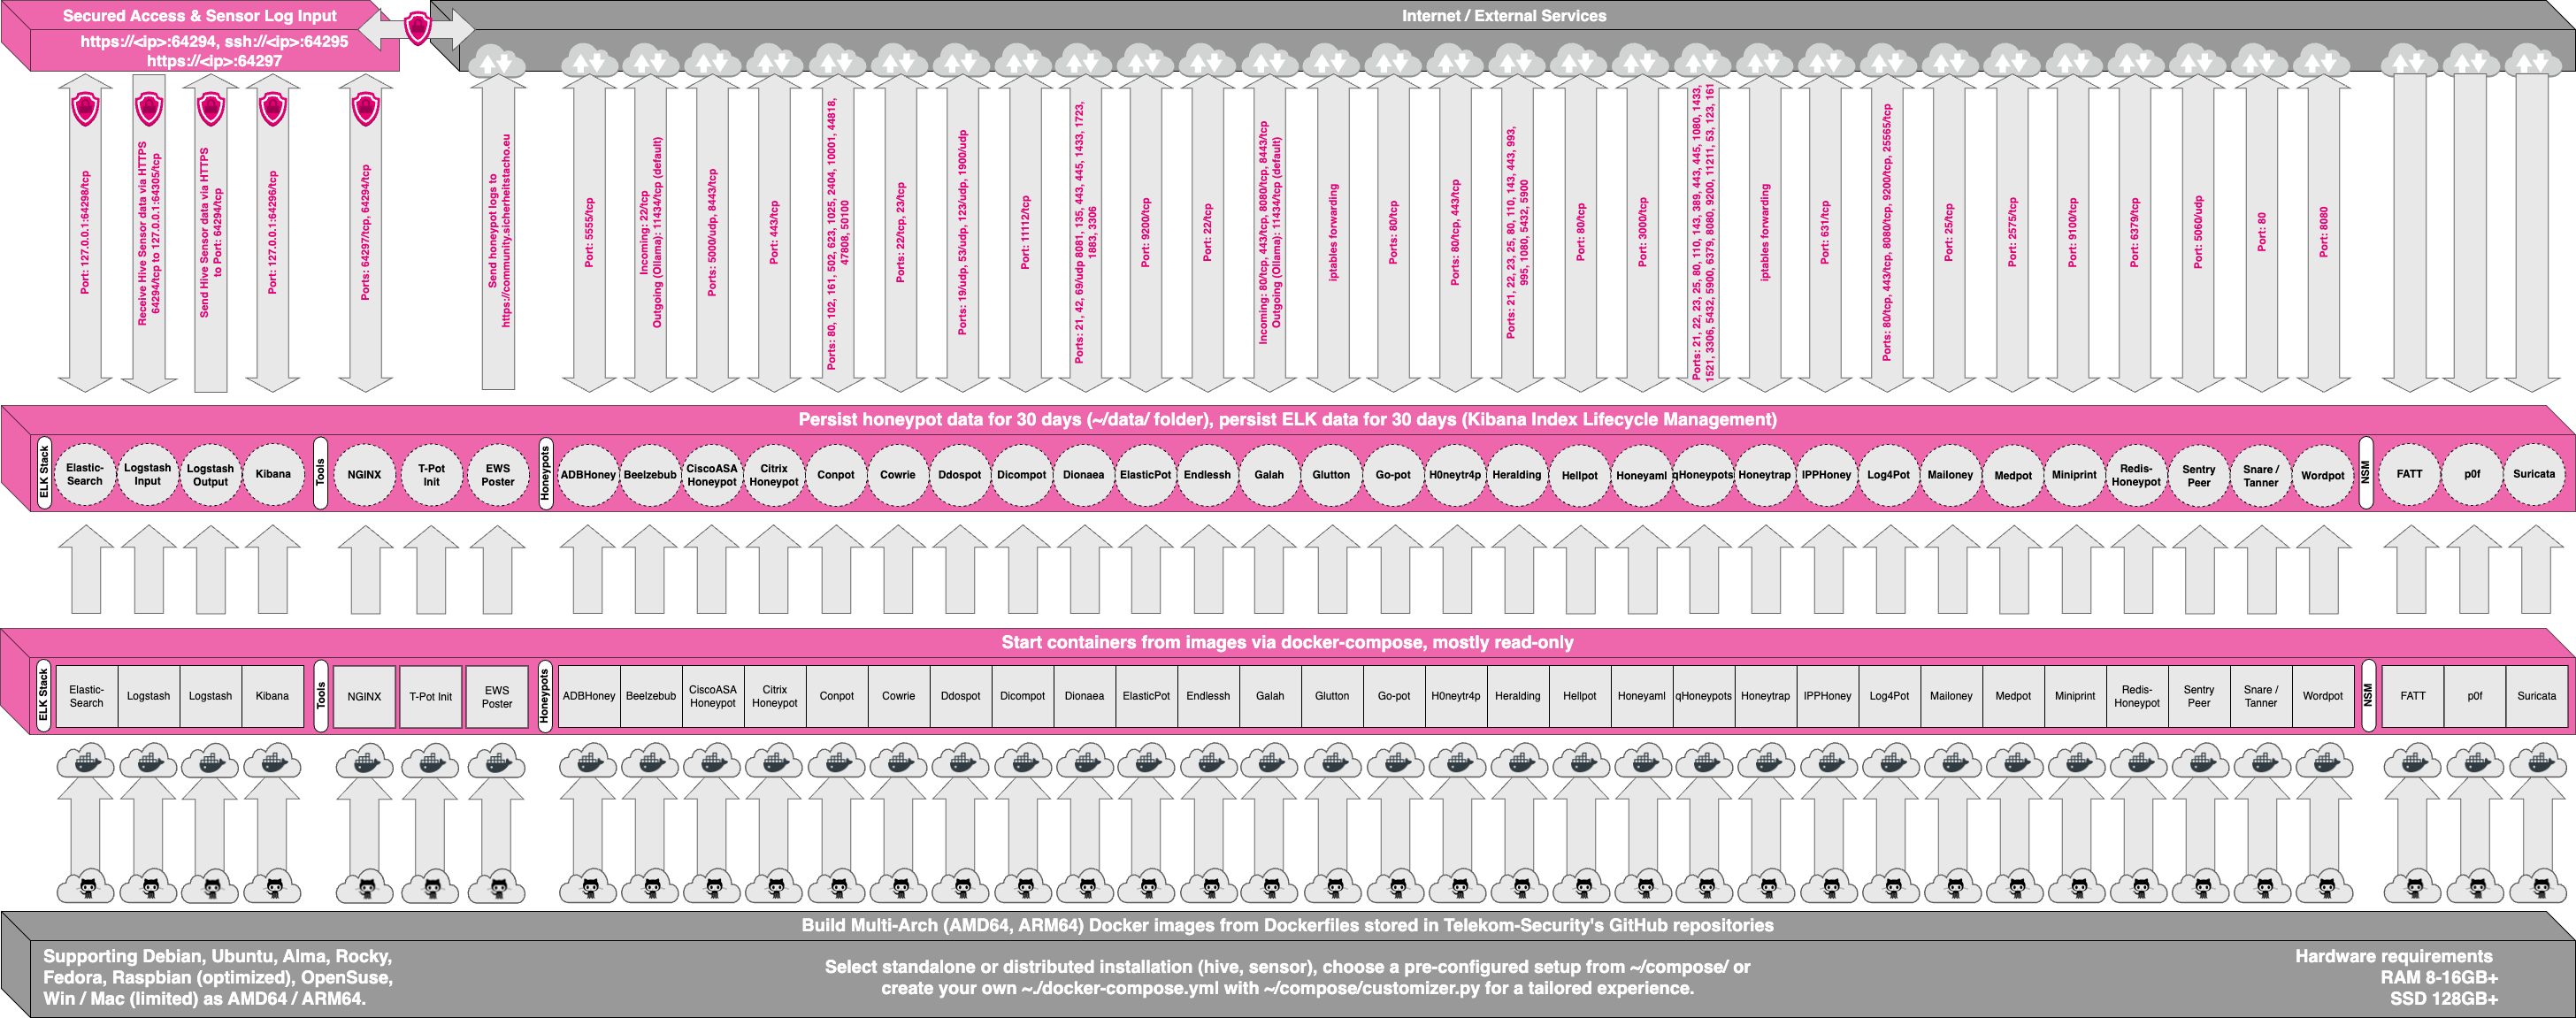 Secured Access & Sensor Log Input
https://<ip>:64294, ssh://<ip>:64295
https://<ip>:64297
Internet / External Services
Port: 127.0.0.1:64298/tcp
Receive Hive Sensor data via HTTPS
64294/tcp to 127.0.0.1:64305/tcp
Send Hive Sensor data via HTTPS
to Port: 64294/tcp
Port: 127.0.0.1:64296/tcp
Ports: 64297/tcp, 64294/tcp
Send honeypot logs to
https://community.sicherheitstacho.eu
Port: 5555/tcp
Incoming: 22/tcp
Outgoing (Ollama): 11434/tcp (default)
Ports: 5000/udp, 8443/tcp
Port: 443/tcp
Ports: 80, 102, 161, 502, 623, 1025, 2404, 10001, 44818,
47808, 50100
Ports: 22/tcp, 23/tcp
Ports: 19/udp, 53/udp, 123/udp, 1900/udp
Port: 11112/tcp
Ports: 21, 42, 69/udp 8081, 135, 443, 445, 1433, 1723,
1883, 3306
Port: 9200/tcp
Port: 22/tcp
Incoming: 80/tcp, 443/tcp, 8080/tcp, 8443/tcp
Outgoing (Ollama): 11434/tcp (default)
iptables forwarding
Ports: 80/tcp
Ports: 80/tcp, 443/tcp
Ports: 21, 22, 23, 25, 80, 110, 143, 443, 993,
995, 1080, 5432, 5900
Port: 80/tcp
Port: 3000/tcp
Ports: 21, 22, 23, 25, 80, 110, 143, 389, 443, 445, 1080, 1433,
1521, 3306, 5432, 5900, 6379, 8080, 9200, 11211, 53, 123, 161
iptables forwarding
Port: 631/tcp
Ports: 80/tcp, 443/tcp, 8080/tcp, 9200/tcp, 25565/tcp
Port: 25/tcp
Port: 2575/tcp
Port: 9100/tcp
Port: 6379/tcp
Port: 5060/udp
Port: 80
Port: 8080
Persist honeypot data for 30 days (~/data/ folder), persist ELK data for 30 days (Kibana Index Lifecycle Management)
ELK Stack
Elastic-
Search
Logstash
Input
Logstash
Output
Kibana
Tools
NGINX
T-Pot
Init
EWS
Poster
Honeypots
ADBHoney
Beelzebub
CiscoASA
Honeypot
Citrix
Honeypot
Conpot
Cowrie
Ddospot
Dicompot
Dionaea
ElasticPot
Endlessh
Galah
Glutton
Go-pot
H0neytr4p
Heralding
Hellpot
Honeyaml
qHoneypots
Honeytrap
IPPHoney
Log4Pot
Mailoney
Medpot
Miniprint
Redis-
Honeypot
Sentry
Peer
Snare /
Tanner
Wordpot
NSM
FATT
p0f
Suricata
Start containers from images via docker-compose, mostly read-only
ELK Stack
Elastic-
Search
Logstash
Logstash
Kibana
Tools
NGINX
T-Pot Init
EWS
Poster
Honeypots
ADBHoney
Beelzebub
CiscoASA
Honeypot
Citrix
Honeypot
Conpot
Cowrie
Ddospot
Dicompot
Dionaea
ElasticPot
Endlessh
Galah
Glutton
Go-pot
H0neytr4p
Heralding
Hellpot
Honeyaml
qHoneypots
Honeytrap
IPPHoney
Log4Pot
Mailoney
Medpot
Miniprint
Redis-
Honeypot
Sentry
Peer
Snare /
Tanner
Wordpot
NSM
FATT
p0f
Suricata
Build Multi-Arch (AMD64, ARM64) Docker images from Dockerfiles stored in Telekom-Security's GitHub repositories
Supporting Debian, Ubuntu, Alma, Rocky,
Fedora, Raspbian (optimized), OpenSuse,
Win / Mac (limited) as AMD64 / ARM64.
Select standalone or distributed installation (hive, sensor), choose a pre-configured setup from ~/compose/ or
create your own ~./docker-compose.yml with ~/compose/customizer.py for a tailored experience.
Hardware requirements
RAM 8-16GB+
SSD 128GB+